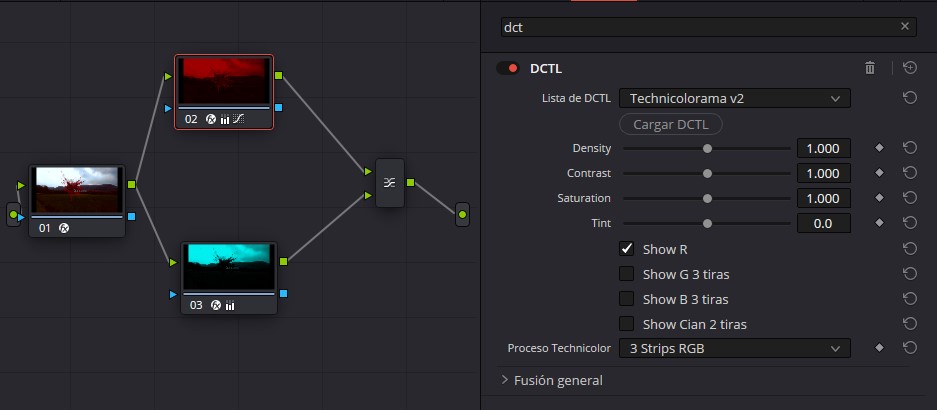 dct
DCTL
Lista de DCTL Technicolorama v2
Cargar DCTL
Density 1.000
Contrast 1.000
Saturation 1.000
Tint 0.0
Show R
Show G 3 tiras
Show B 3 tiras
Show Cian 2 tiras
Proceso Technicolor 3 Strips RGB
Fusión general
02
01
03